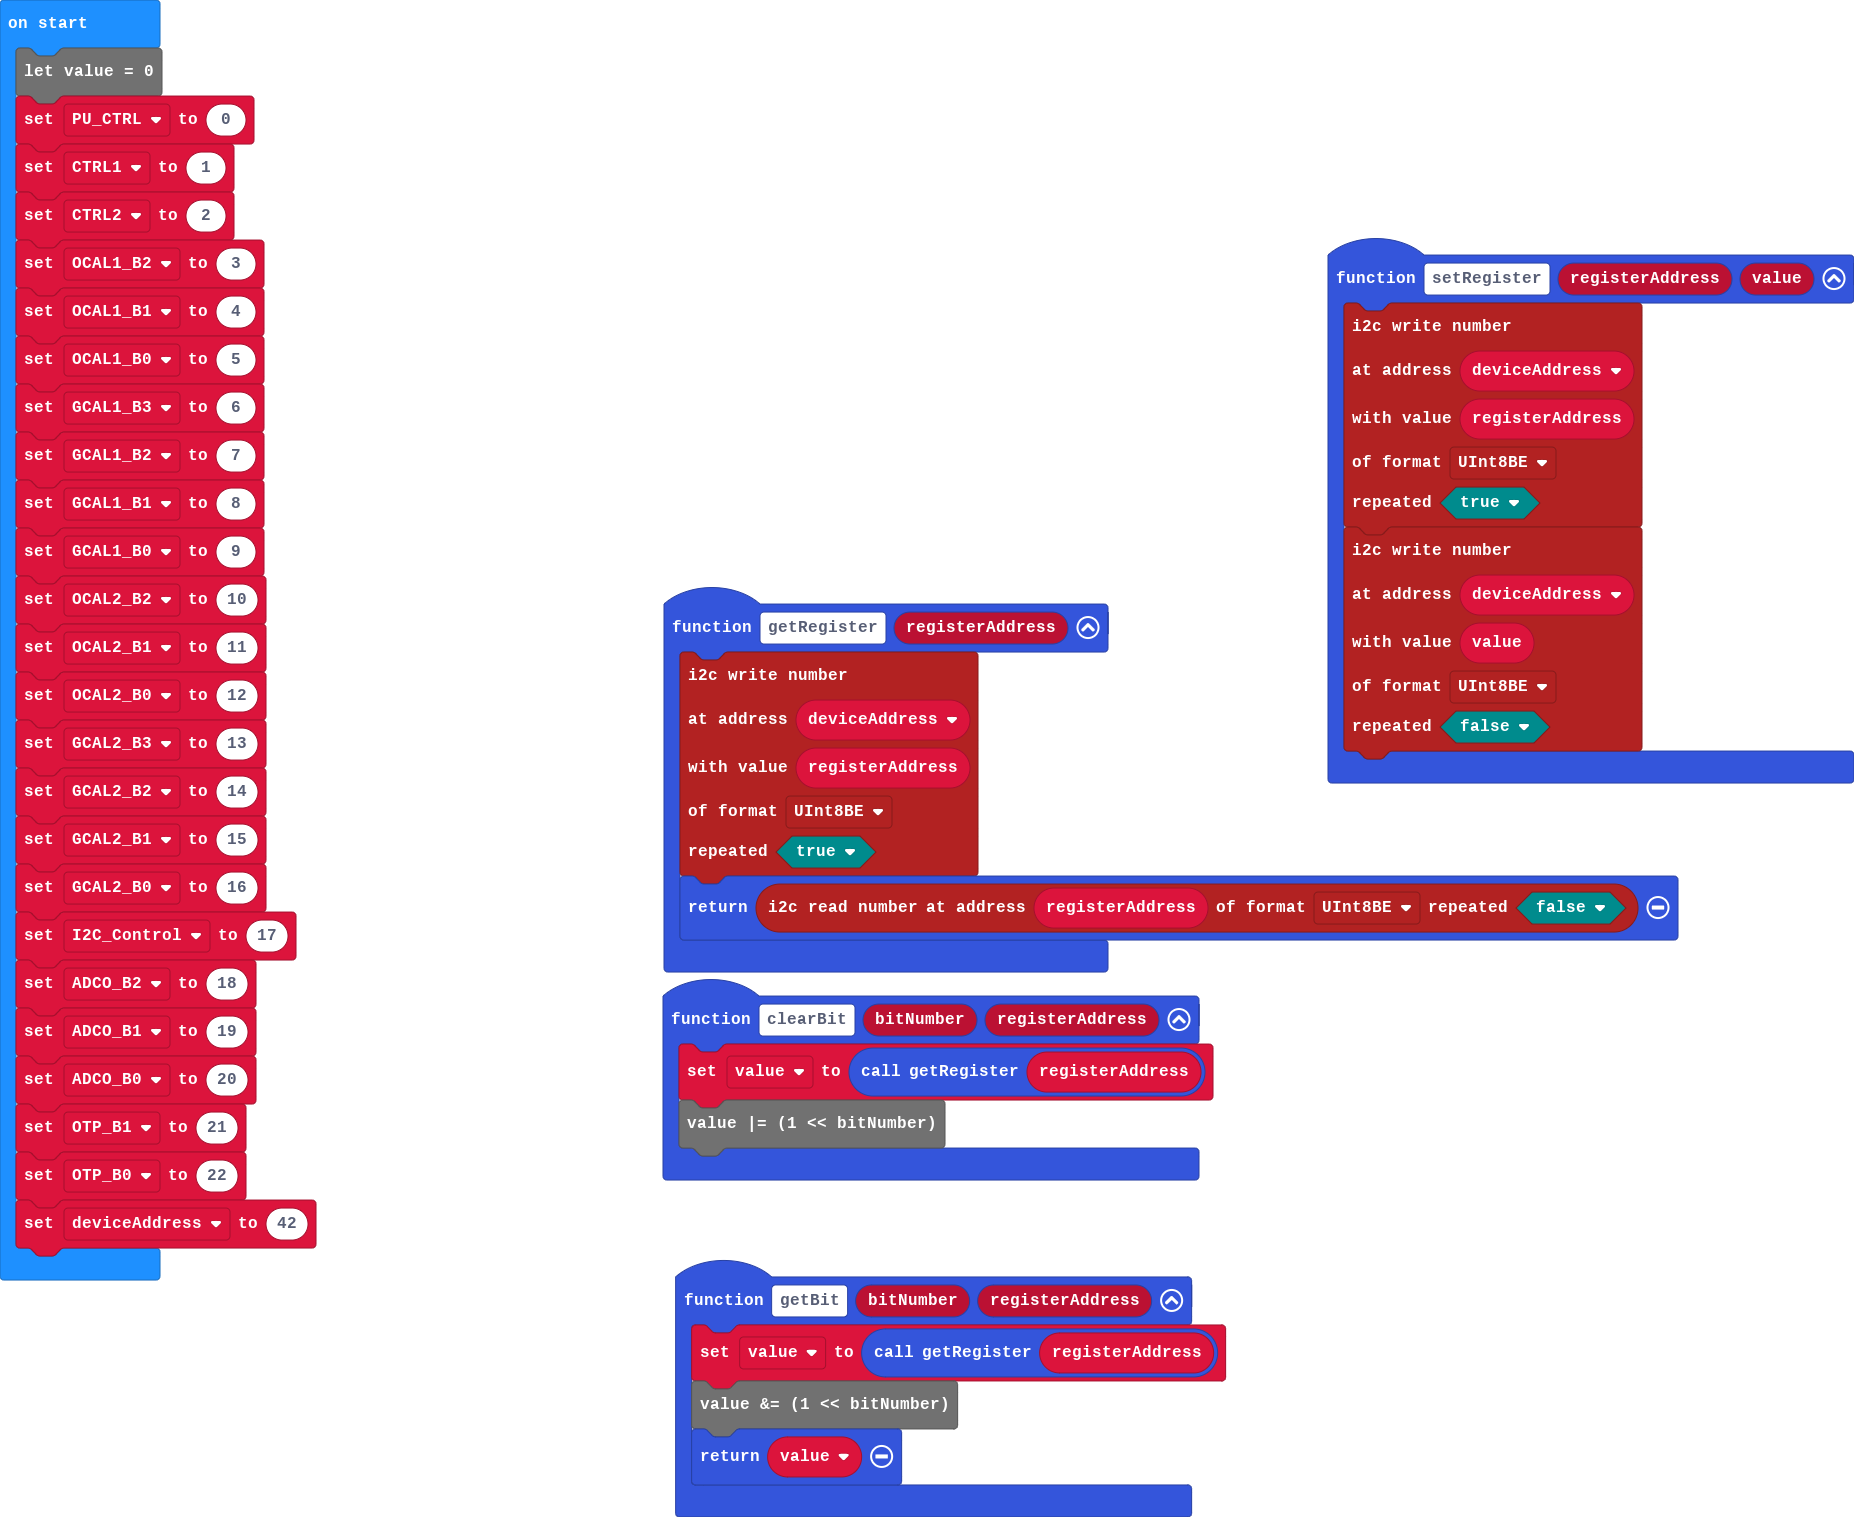 on start
let value = 0
set PU_CTRL to 0
set CTRL1 to 1
set CTRL2 to 2
set OCAL1_B2 to 3
set OCAL1_B1 to 4
set OCAL1_B0 to 5
set GCAL1_B3 to 6
set GCAL1_B2 to 7
set GCAL1_B1 to 8
set GCAL1_B0 to 9
set OCAL2_B2 to 10
set OCAL2_B1 to 11
set OCAL2_B0 to 12
set GCAL2_B3 to 13
set GCAL2_B2 to 14
set GCAL2_B1 to 15
set GCAL2_B0 to 16
set I2C_Control to 17
set ADCO_B2 to 18
set ADCO_B1 to 19
set ADCO_B0 to 20
set OTP_B1 to 21
set OTP_B0 to 22
set deviceAddress to 42
function getRegister registerAddress
i2c write number
at address deviceAddress
with value registerAddress
of format UInt8BE
repeated true
return i2c read number at address registerAddress of format UInt8BE repeated false
function clearBit bitNumber registerAddress
set value to call getRegister registerAddress
value |= (1 << bitNumber)
function getBit bitNumber registerAddress
set value to call getRegister registerAddress
value &= (1 << bitNumber)
return value
function setRegister registerAddress value
i2c write number
at address deviceAddress
with value registerAddress
of format UInt8BE
repeated true
i2c write number
at address deviceAddress
with value value
of format UInt8BE
repeated false